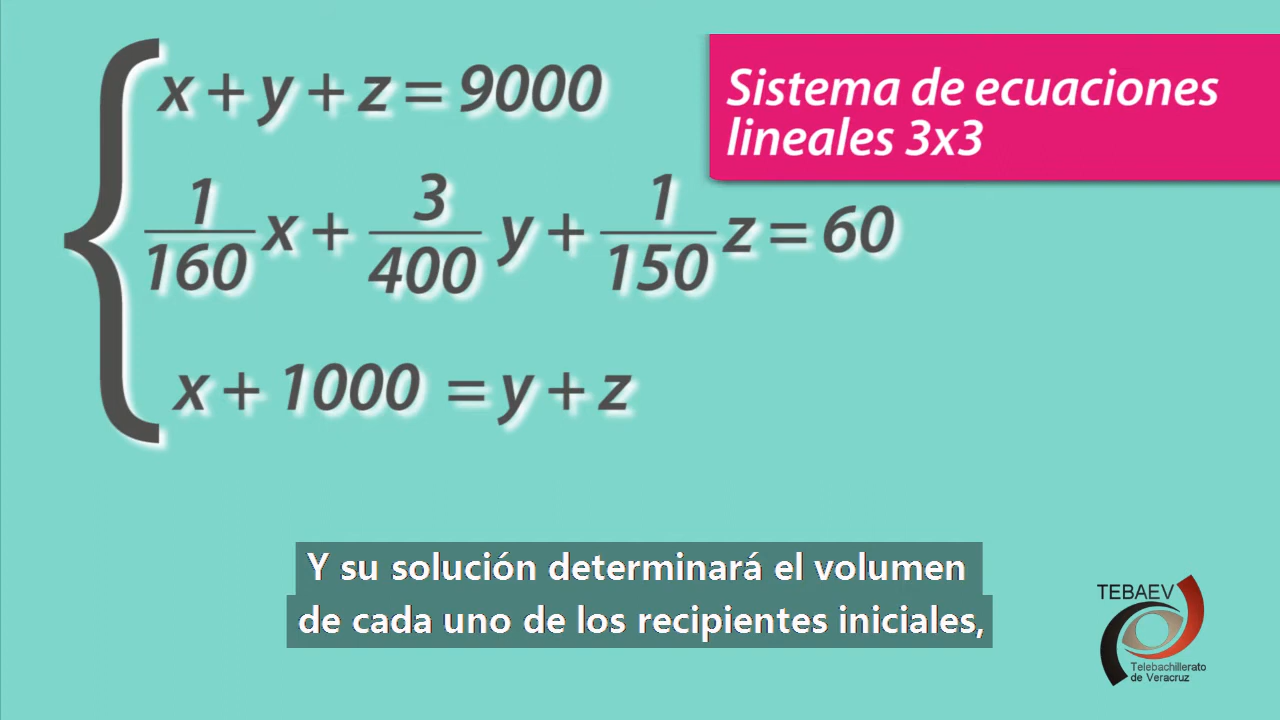 x + y + z = 9000
Sistema de ecuaciones
lineales 3x3
1/160 x + 3/400 y + 1/150 z = 60
x + 1000 = y + z
Y su solución determinará el volumen
de cada uno de los recipientes iniciales,
TEBAEV
Telebachillerato
de Veracruz